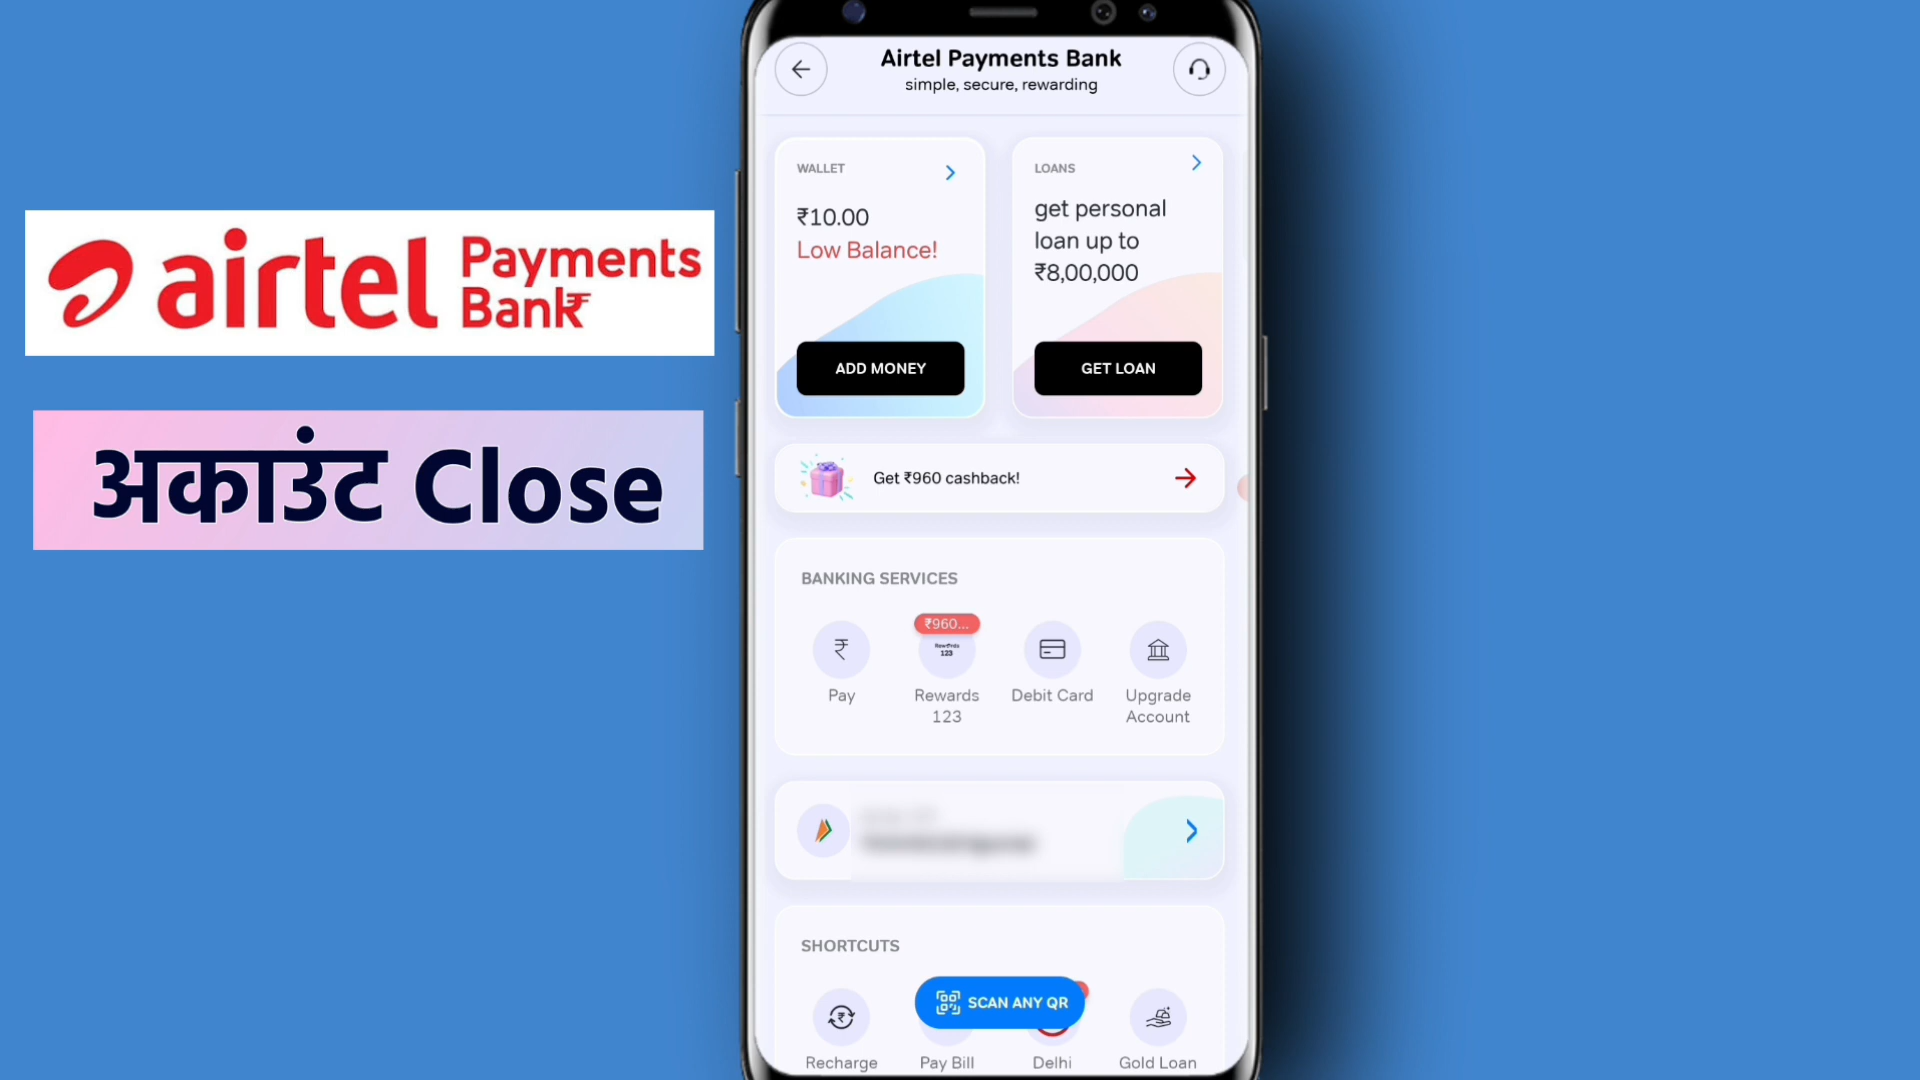 airtel Payments
Bank
अकाउंट Close
Airtel Payments Bank
simple, secure, rewarding
WALLET
₹10.00
Low Balance!
ADD MONEY
LOANS
get personal
loan up to
₹8,00,000
GET LOAN
Get ₹960 cashback!
BANKING SERVICES
Pay
₹960...
Rewards
123
Rewards
123
Debit Card
Upgrade
Account
SHORTCUTS
SCAN ANY QR
Recharge
Pay Bill
Delhi
Gold Loan